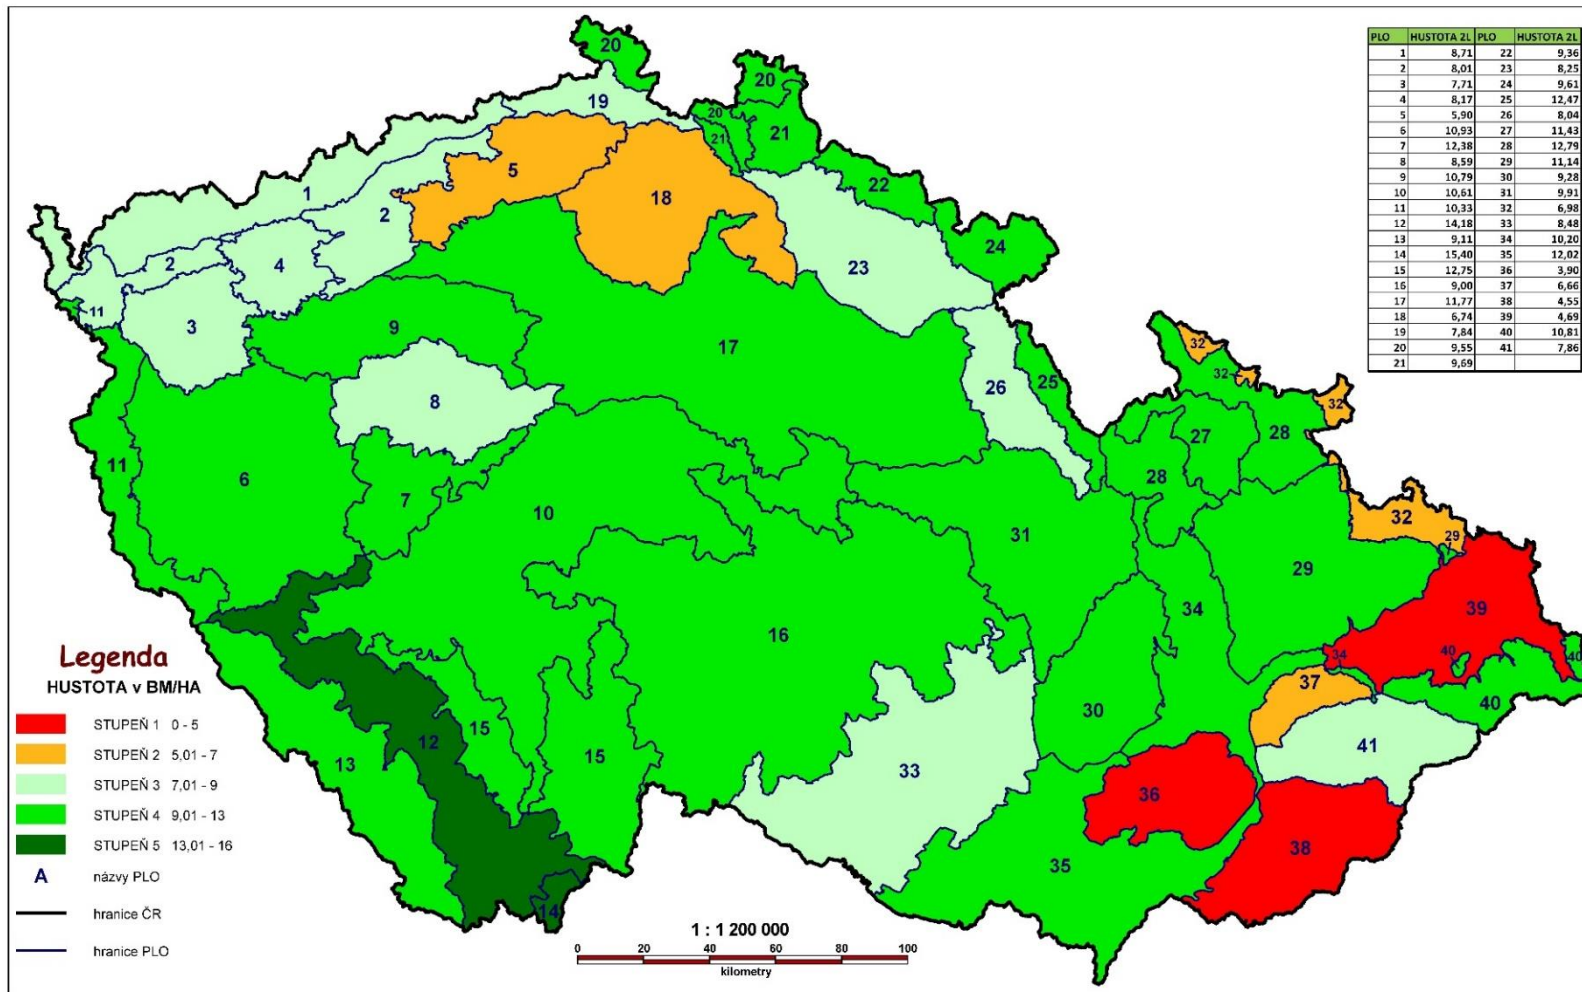 PLO HUSTOTA 2L PLO HUSTOTA 2L
1 8,71 22 9,36
2 8,01 23 8,25
3 7,71 24 9,61
4 8,17 25 12,47
5 5,90 26 8,04
6 10,93 27 11,43
7 12,38 28 12,79
8 8,59 29 11,14
9 10,79 30 9,28
10 10,61 31 9,91
11 10,33 32 6,98
12 14,18 33 8,48
13 9,11 34 10,20
14 15,40 35 12,02
15 12,75 36 3,90
16 9,00 37 6,66
17 11,77 38 4,55
18 6,74 39 4,69
19 7,84 40 10,81
20 9,55 41 7,86
21 9,69
20
20
19
20
21
21
5
22
1
18
2
24
2
4
23
11
3
9
17
32
32
26
25
8
32
27
28
11
6
28
7
10
32
31
29
29
34
39
16
34
40
40
37
40
15
30
12
41
13
15
33
36
38
35
14
Legenda
HUSTOTA v BM/HA
STUPEŇ 1 0 - 5
STUPEŇ 2 5,01 - 7
STUPEŇ 3 7,01 - 9
STUPEŇ 4 9,01 - 13
STUPEŇ 5 13,01 - 16
A názvy PLO
hranice ČR
hranice PLO
1 : 1 200 000
0 20 40 60 80 100
kilometry